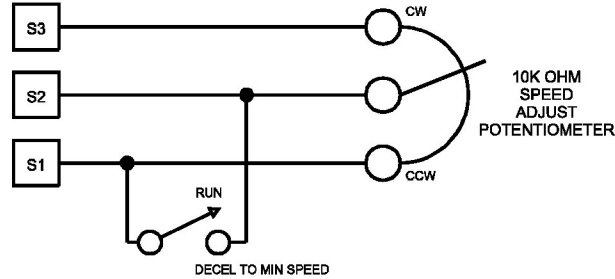 S3
CW
S2
10K OHM
SPEED
ADJUST
POTENTIOMETER
S1
CCW
RUN
DECEL TO MIN SPEED